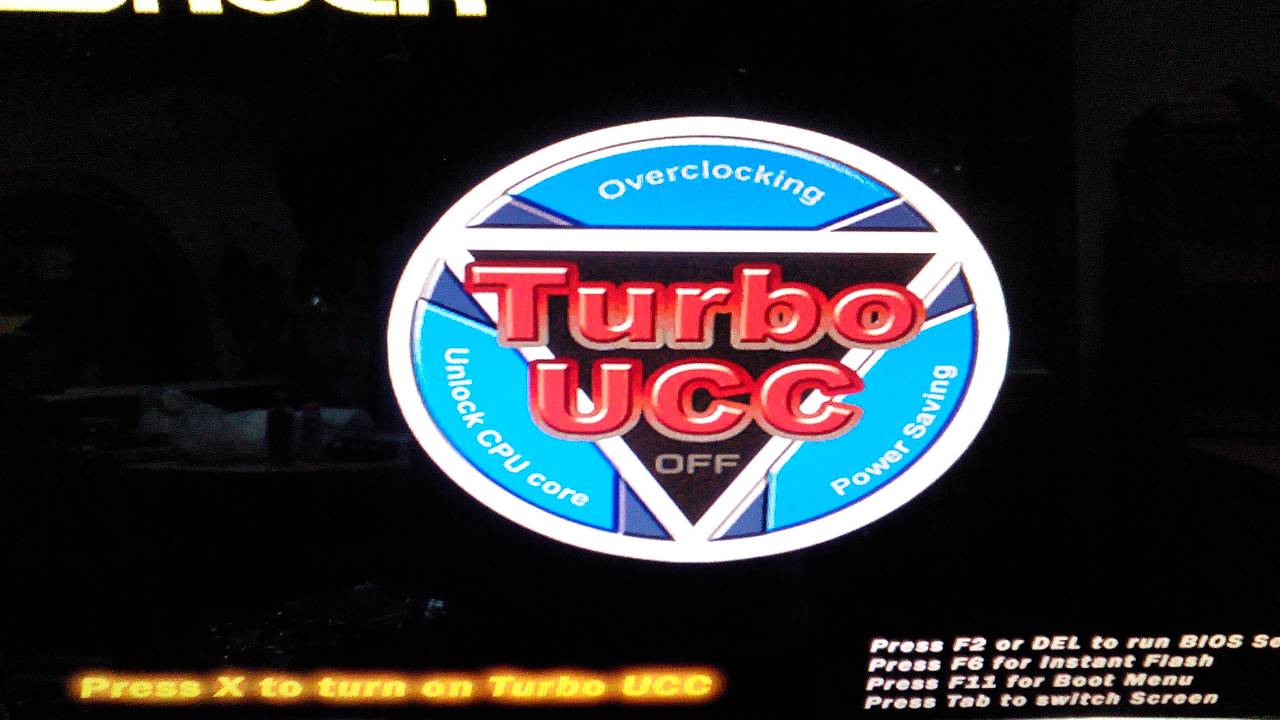 Overclocking
Turbo
UCC
OFF
Unlock CPU core
Power Saving
Press X to turn on Turbo UCC
Press F2 or DEL to run BIOS Se
Press F6 for Instant Flash
Press F11 for Boot Menu
Press Tab to switch Screen